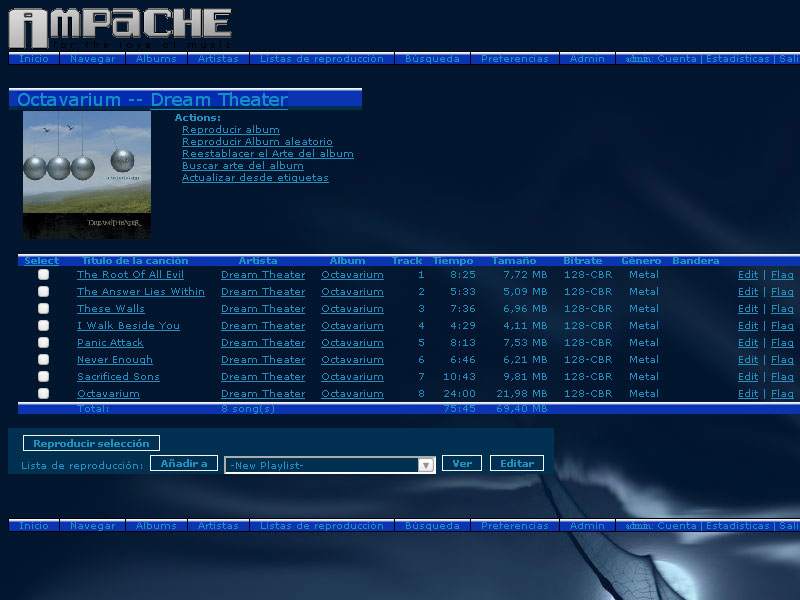 AMPACHE
for the love of music
Inicio Navegar Albums Artistas Listas de reproducción Búsqueda Preferencias Admin admin: Cuenta | Estadísticas | Sali
Octavarium -- Dream Theater
Actions:
Reproducir album
Reproducir Album aleatorio
Reestablacer el Arte del album
Buscar arte del album
Actualizar desde etiquetas
DREAM THEATER
Select Título de la canción Artista Album Track Tiempo Tamaño Bitrate Género Bandera
The Root Of All Evil Dream Theater Octavarium 1 8:25 7,72 MB 128-CBR Metal Edit | Flag
The Answer Lies Within Dream Theater Octavarium 2 5:33 5,09 MB 128-CBR Metal Edit | Flag
These Walls Dream Theater Octavarium 3 7:36 6,96 MB 128-CBR Metal Edit | Flag
I Walk Beside You Dream Theater Octavarium 4 4:29 4,11 MB 128-CBR Metal Edit | Flag
Panic Attack Dream Theater Octavarium 5 8:13 7,53 MB 128-CBR Metal Edit | Flag
Never Enough Dream Theater Octavarium 6 6:46 6,21 MB 128-CBR Metal Edit | Flag
Sacrificed Sons Dream Theater Octavarium 7 10:43 9,81 MB 128-CBR Metal Edit | Flag
Octavarium Dream Theater Octavarium 8 24:00 21,98 MB 128-CBR Metal Edit | Flag
Total: 8 song(s) 75:45 69,40 MB
Reproducir selección
Lista de reproducción: Añadir a -New Playlist- Ver Editar
Inicio Navegar Albums Artistas Listas de reproducción Búsqueda Preferencias Admin admin: Cuenta | Estadísticas | Sali